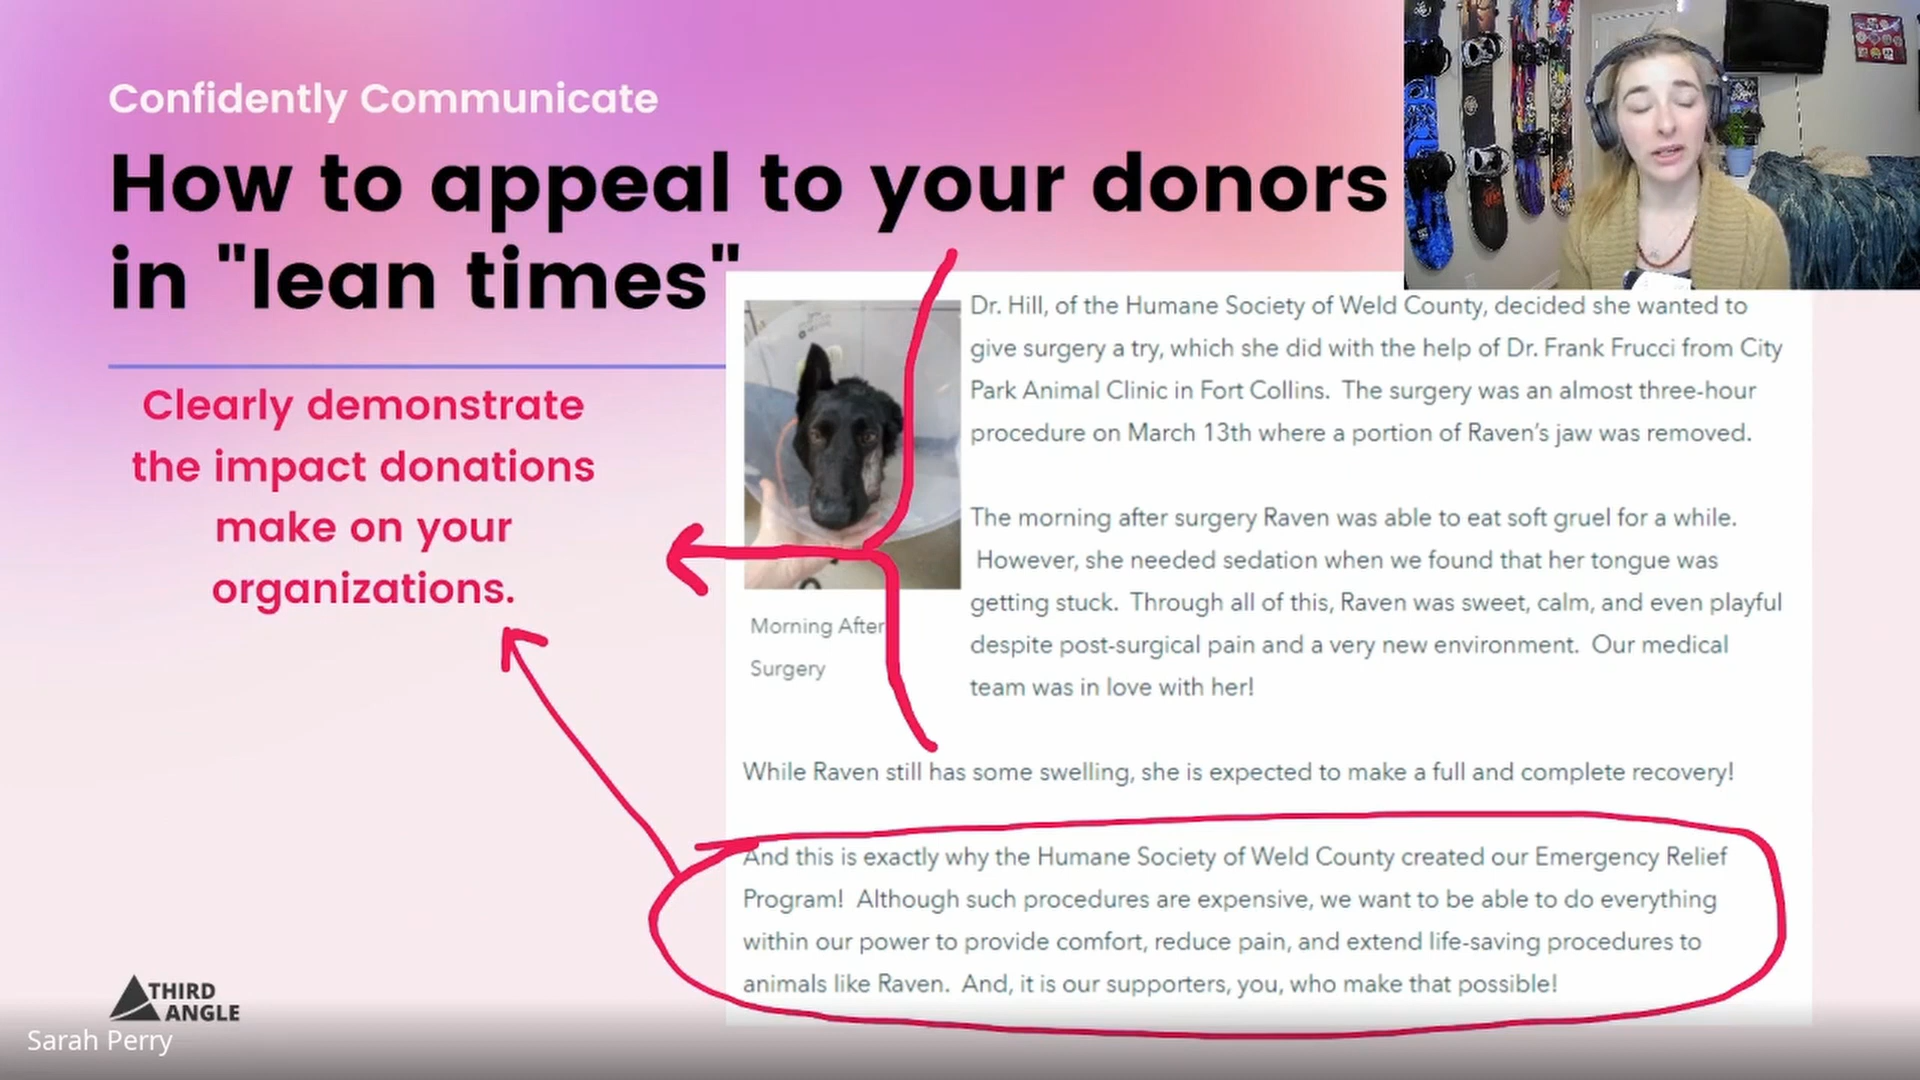 Confidently Communicate
How to appeal to your donors
in "lean times"
Clearly demonstrate
the impact donations
make on your
organizations.
Dr. Hill, of the Humane Society of Weld County, decided she wanted to
give surgery a try, which she did with the help of Dr. Frank Frucci from City
Park Animal Clinic in Fort Collins.  The surgery was an almost three-hour
procedure on March 13th where a portion of Raven's jaw was removed.
The morning after surgery Raven was able to eat soft gruel for a while.
However, she needed sedation when we found that her tongue was
getting stuck.  Through all of this, Raven was sweet, calm, and even playful
despite post-surgical pain and a very new environment.  Our medical
team was in love with her!
Morning After
Surgery
While Raven still has some swelling, she is expected to make a full and complete recovery!
And this is exactly why the Humane Society of Weld County created our Emergency Relief
Program!  Although such procedures are expensive, we want to be able to do everything
within our power to provide comfort, reduce pain, and extend life-saving procedures to
animals like Raven.  And, it is our supporters, you, who make that possible!
THIRD
ANGLE
Sarah Perry